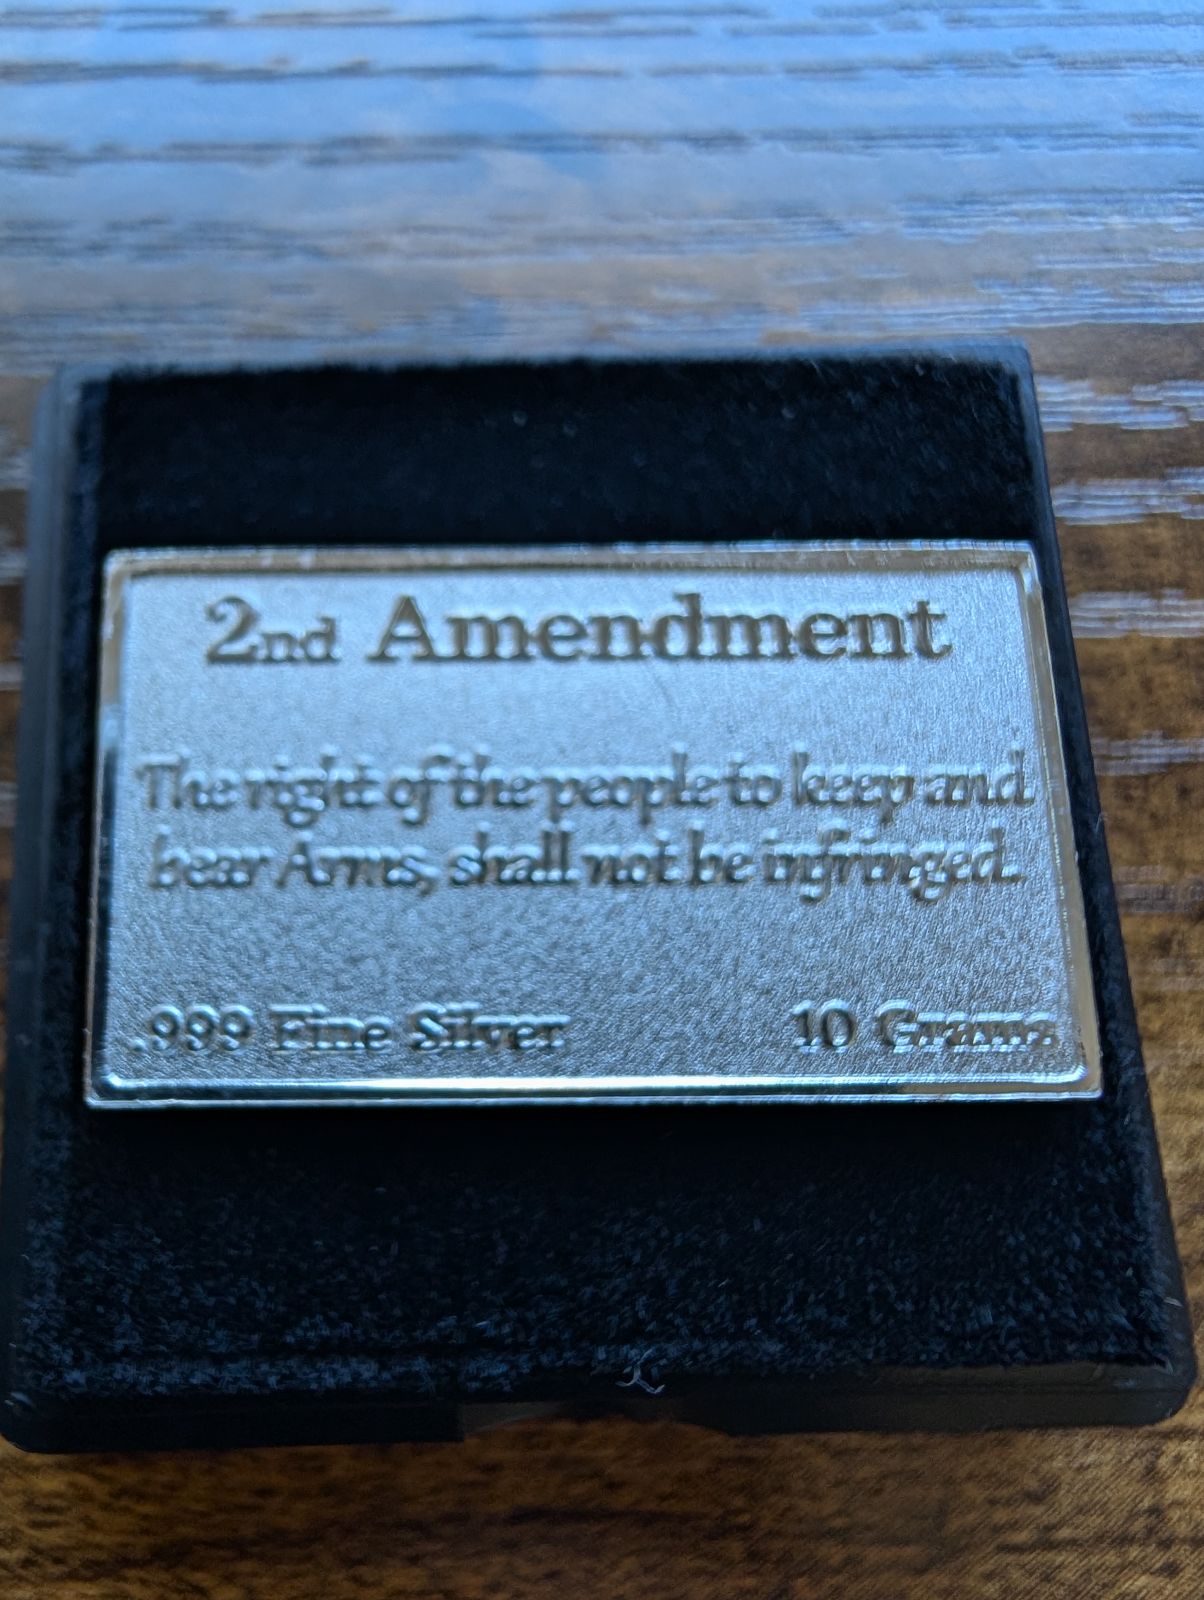 2nd Amendment
The right of the people to keep and
bear Arms, shall not be infringed.
.999 Fine Silver
10 Grams